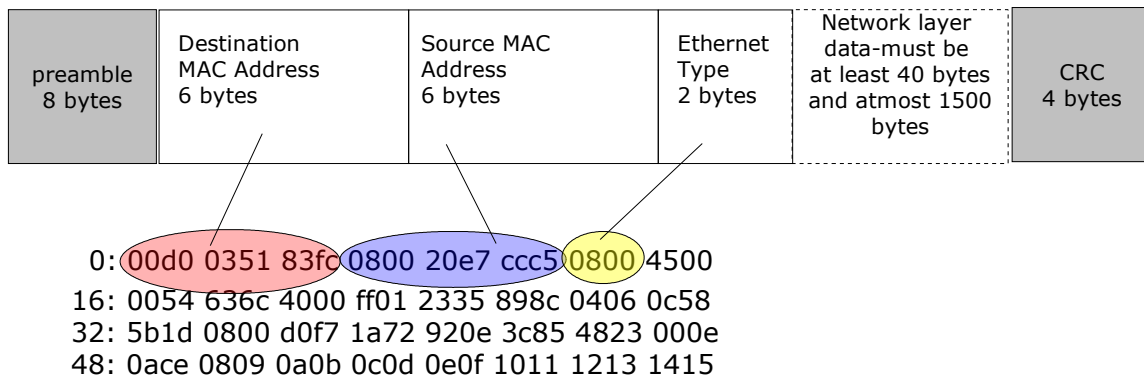 preamble
8 bytes
Destination
MAC Address
6 bytes
Source MAC
Address
6 bytes
Ethernet
Type
2 bytes
Network layer
data-must be
at least 40 bytes
and atmost 1500
bytes
CRC
4 bytes
0: 00d0 0351 83fc 0800 20e7 ccc5 0800 4500
16: 0054 636c 4000 ff01 2335 898c 0406 0c58
32: 5b1d 0800 d0f7 1a72 920e 3c85 4823 000e
48: 0ace 0809 0a0b 0c0d 0e0f 1011 1213 1415